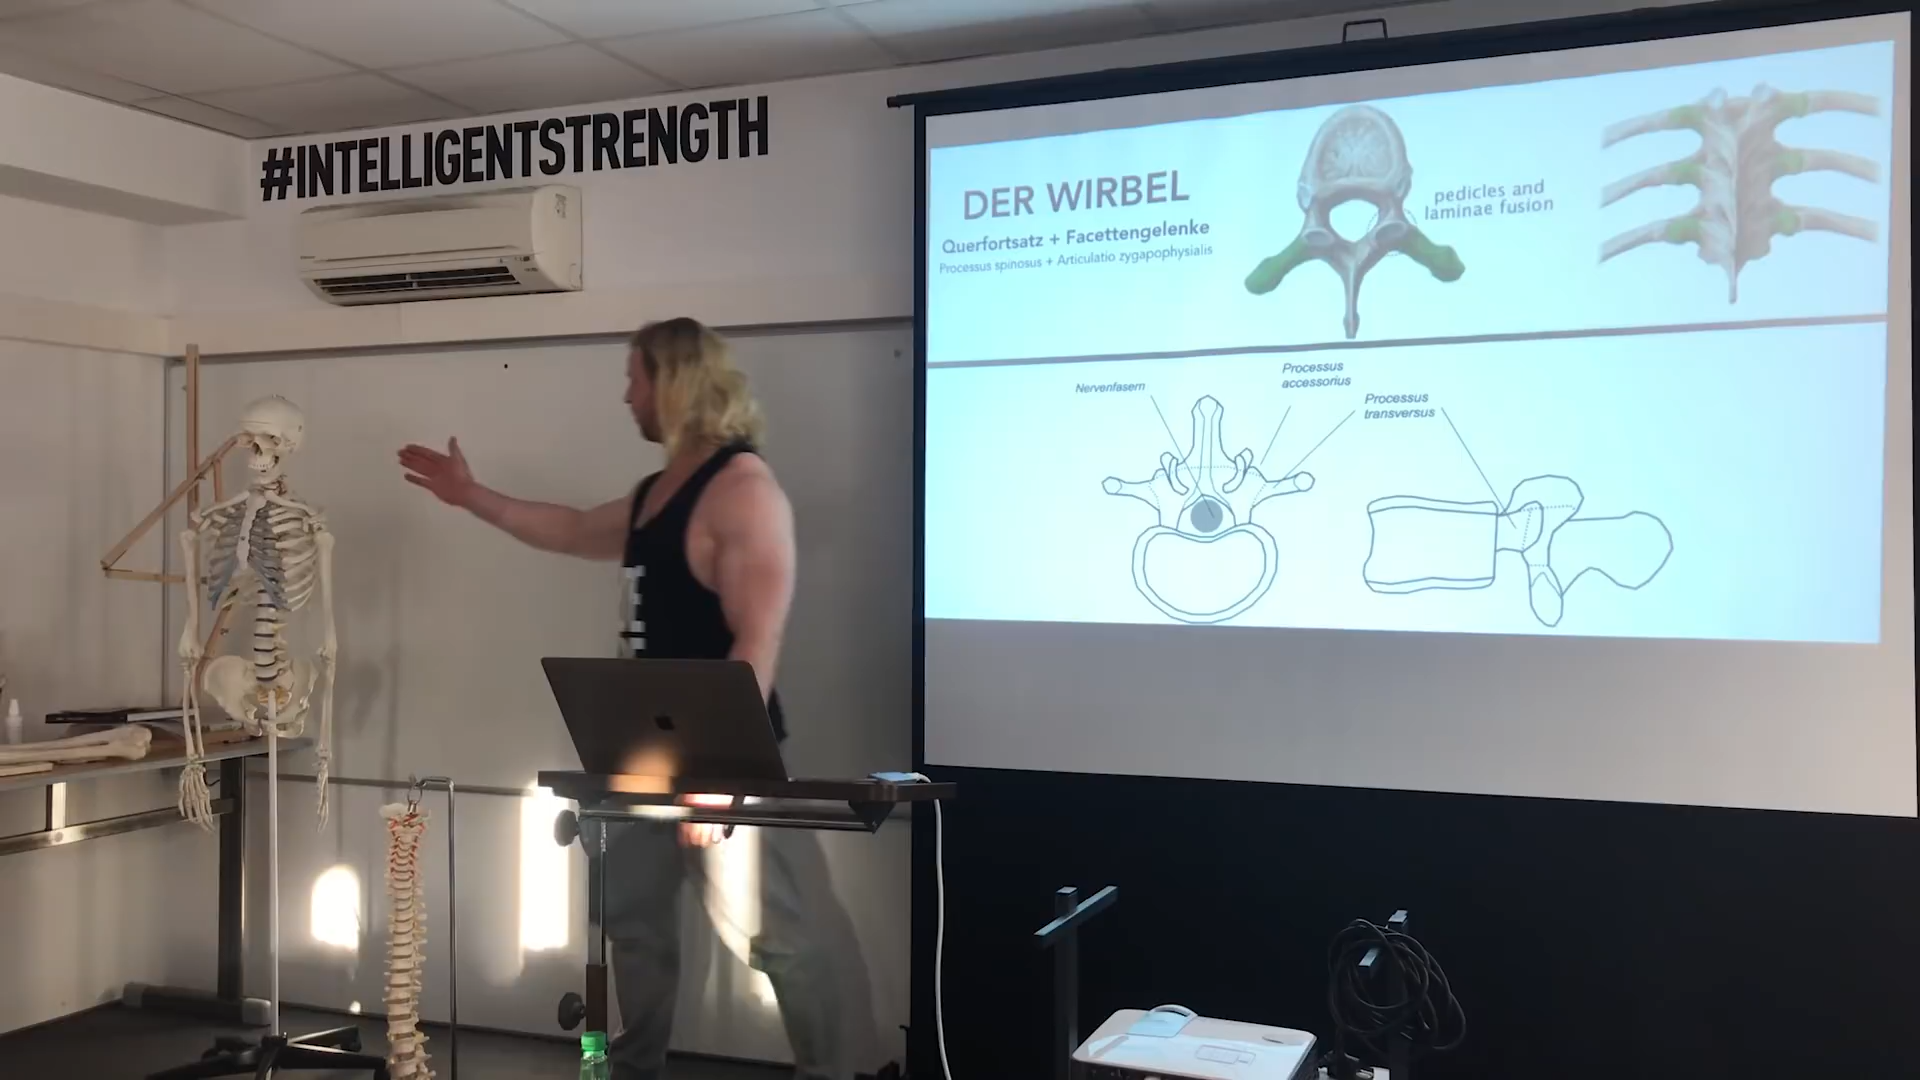 #INTELLIGENTSTRENGTH
DER WIRBEL
Querfortsatz + Facettengelenke
Processus spinosus + Articulatio zygapophysialis
pedicles and
laminae fusion
Nervenfasern
Processus
accessorius
Processus
transversus